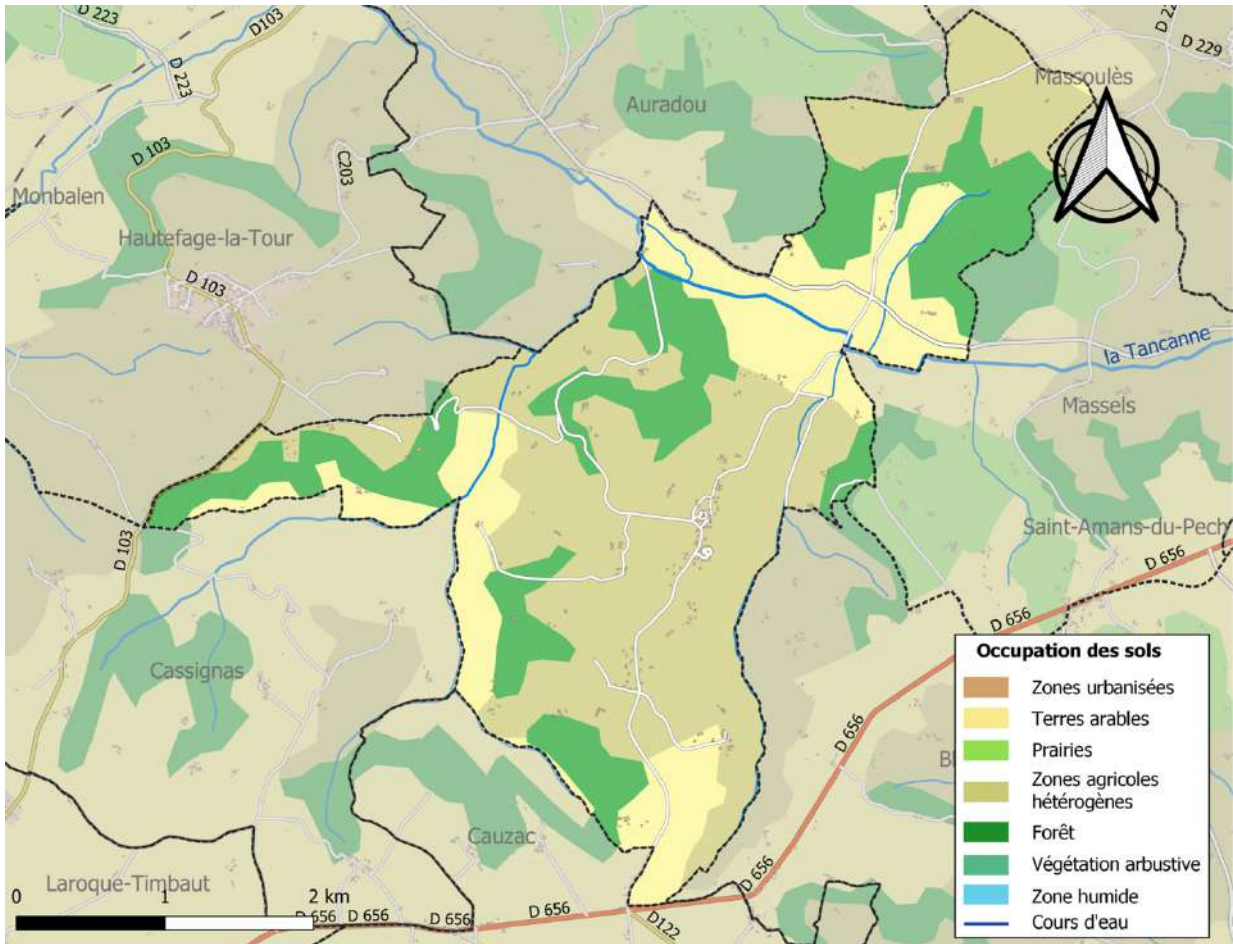 D 223
D103
D 223
D 229
Massoulès
Auradou
D 103
C203
Monbalen
Hautefage-la-Tour
D 103
la Tancanne
Massels
Saint-Amans-du-Pech
D 103
D 656
D 656
Cassignas
D 656
Cauzac
Laroque-Timbaut
D 656
D 656
D 656
D 656
D 656
D122
0 1 2 km
Occupation des sols
Zones urbanisées
Terres arables
Prairies
Zones agricoles
hétérogènes
Forêt
Végétation arbustive
Zone humide
Cours d'eau